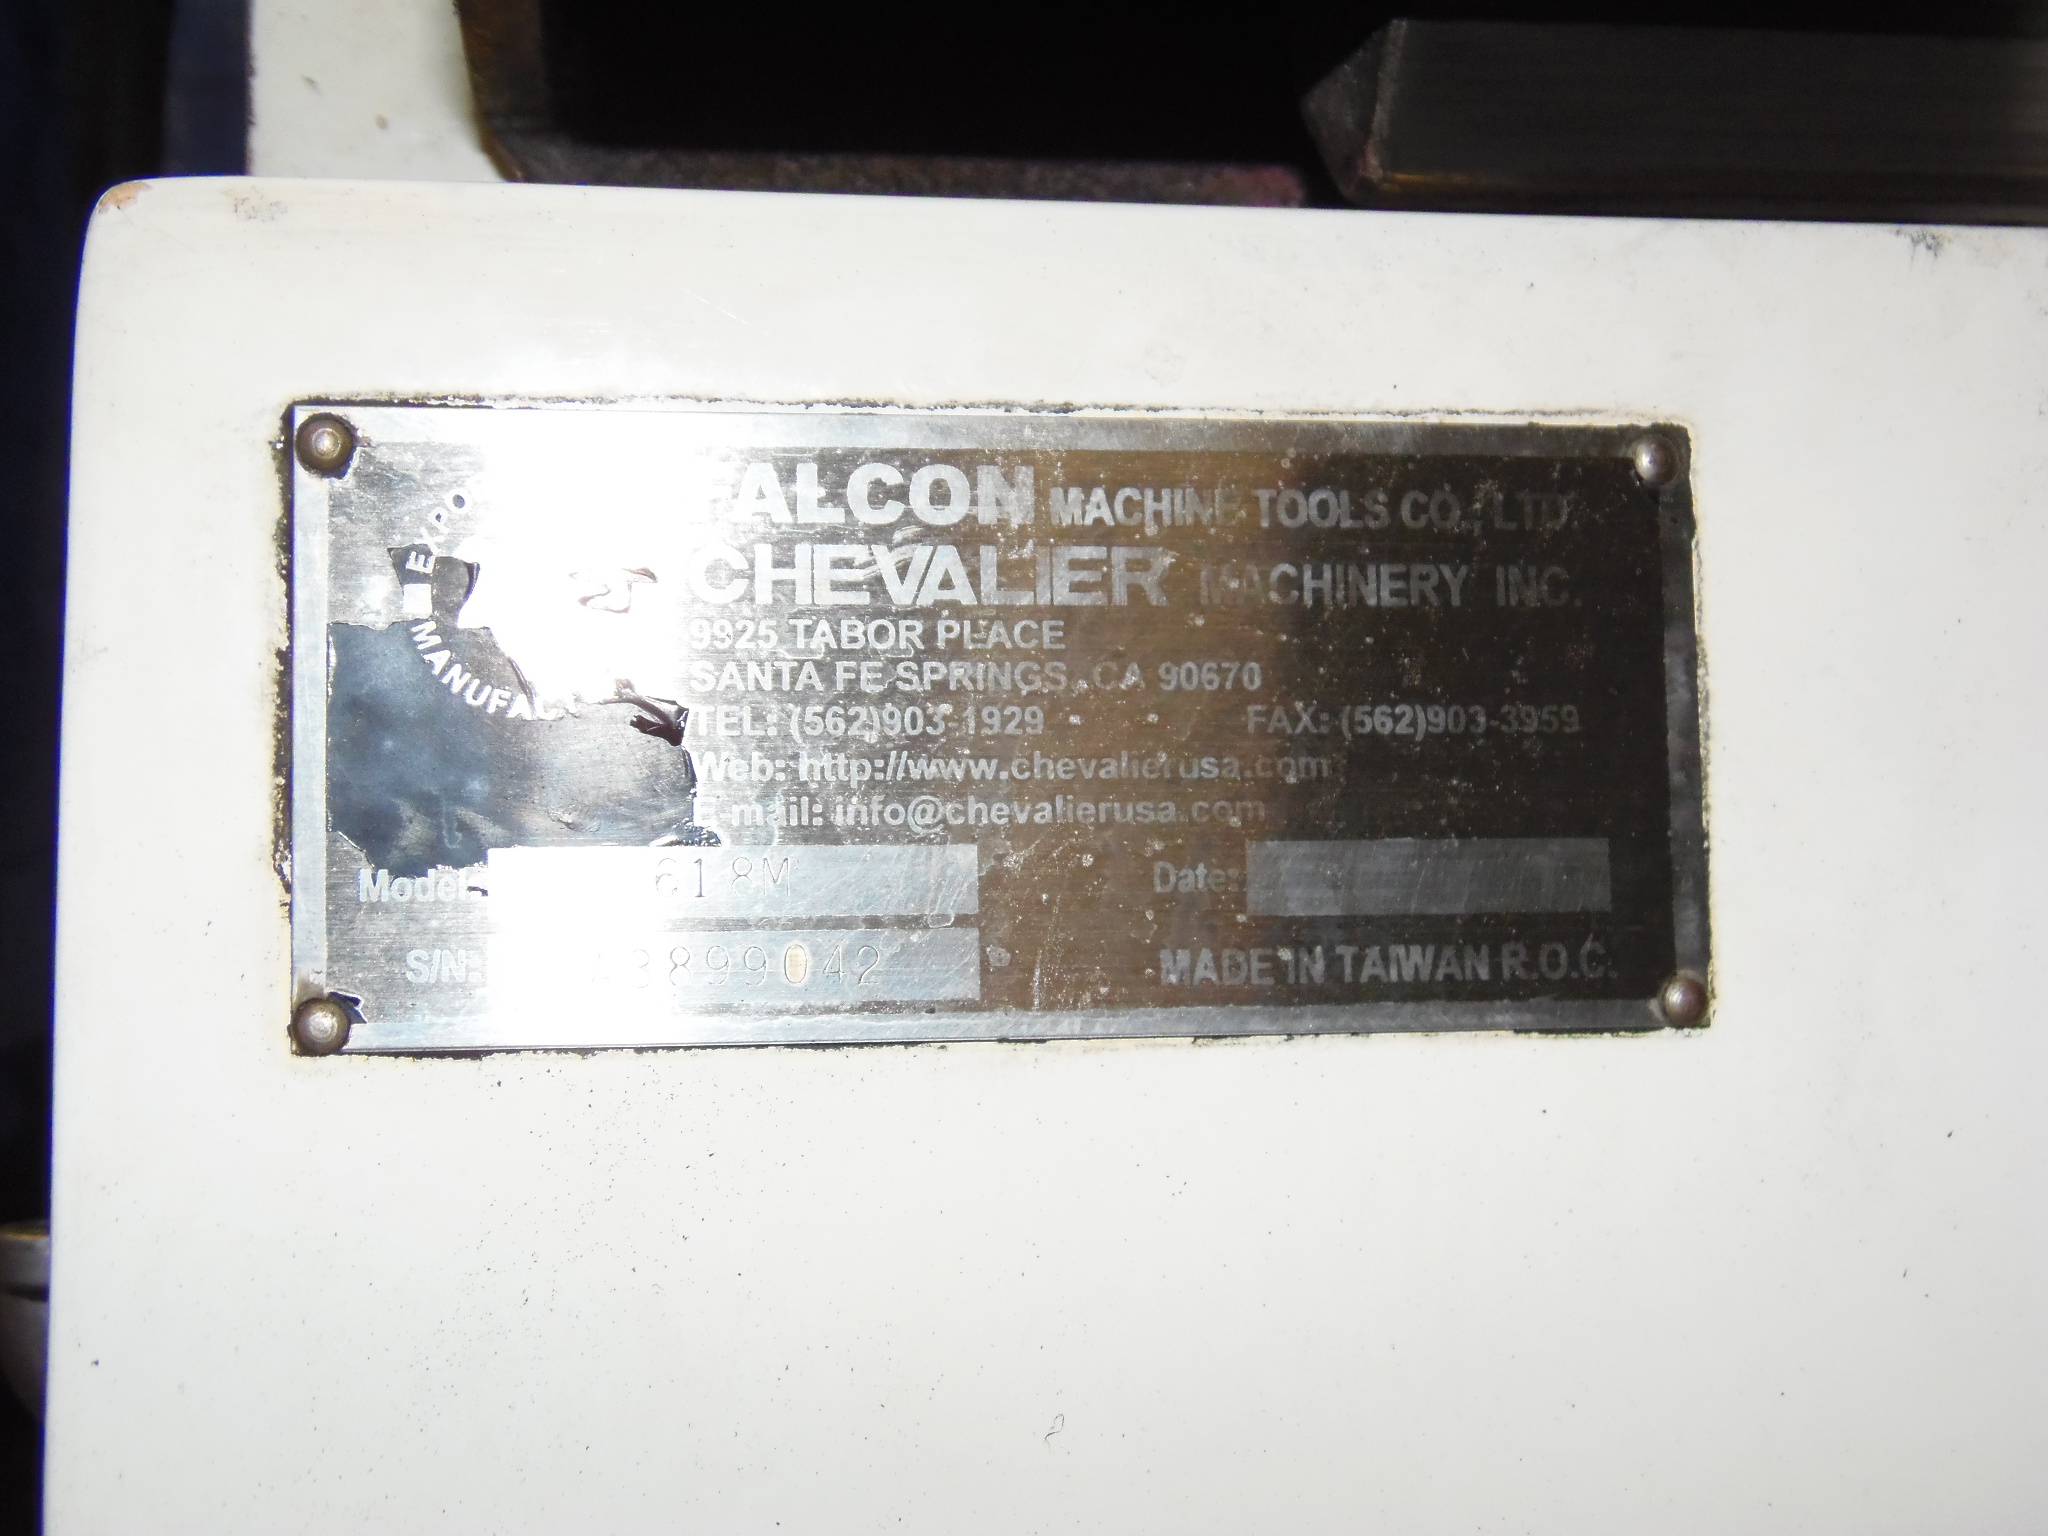 EXPO
MANUFAC
FALCON MACHINE TOOLS CO., LTD.
CHEVALIER MACHINERY INC.
9925 TABOR PLACE
SANTA FE SPRINGS, CA 90670
TEL: (562)903-1929 FAX: (562)903-3959
Web: http://www.chevalierusa.com
E-mail: info@chevalierusa.com
Model: 618M Date:
S/N: A3899042 MADE IN TAIWAN R.O.C.